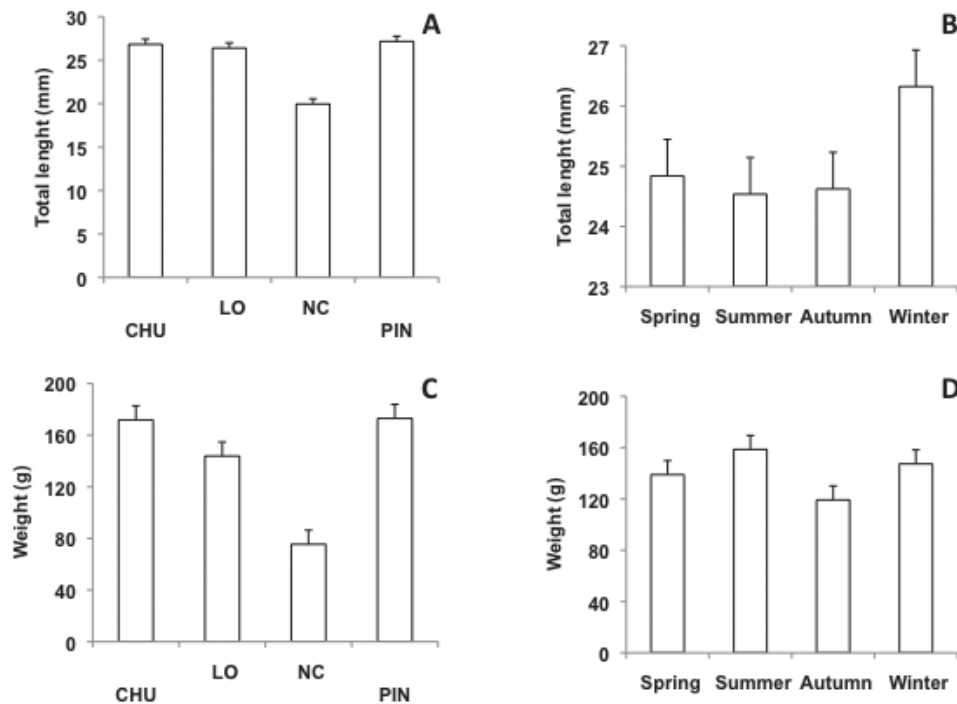 A
Total lenght (mm)
30
25
20
15
10
5
0
CHU
LO
NC
PIN
B
Total lenght (mm)
27
26
25
24
23
Spring
Summer
Autumn
Winter
C
Weight (g)
200
160
120
80
40
0
CHU
LO
NC
PIN
D
Weight (g)
200
160
120
80
40
0
Spring
Summer
Autumn
Winter